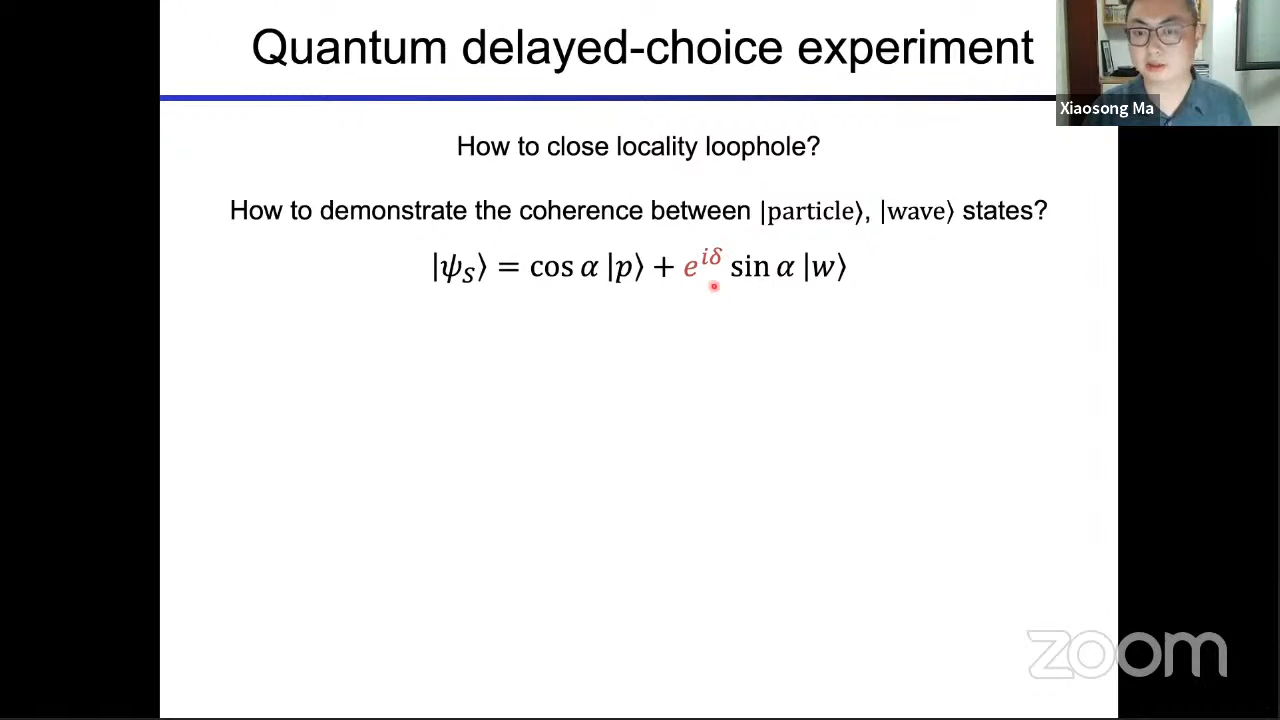 Quantum delayed-choice experiment
Xiaosong Ma
How to close locality loophole?
How to demonstrate the coherence between |particle⟩, |wave⟩ states?
|ψ_S⟩ = cos α |p⟩ + e^{iδ} sin α |w⟩
zoom